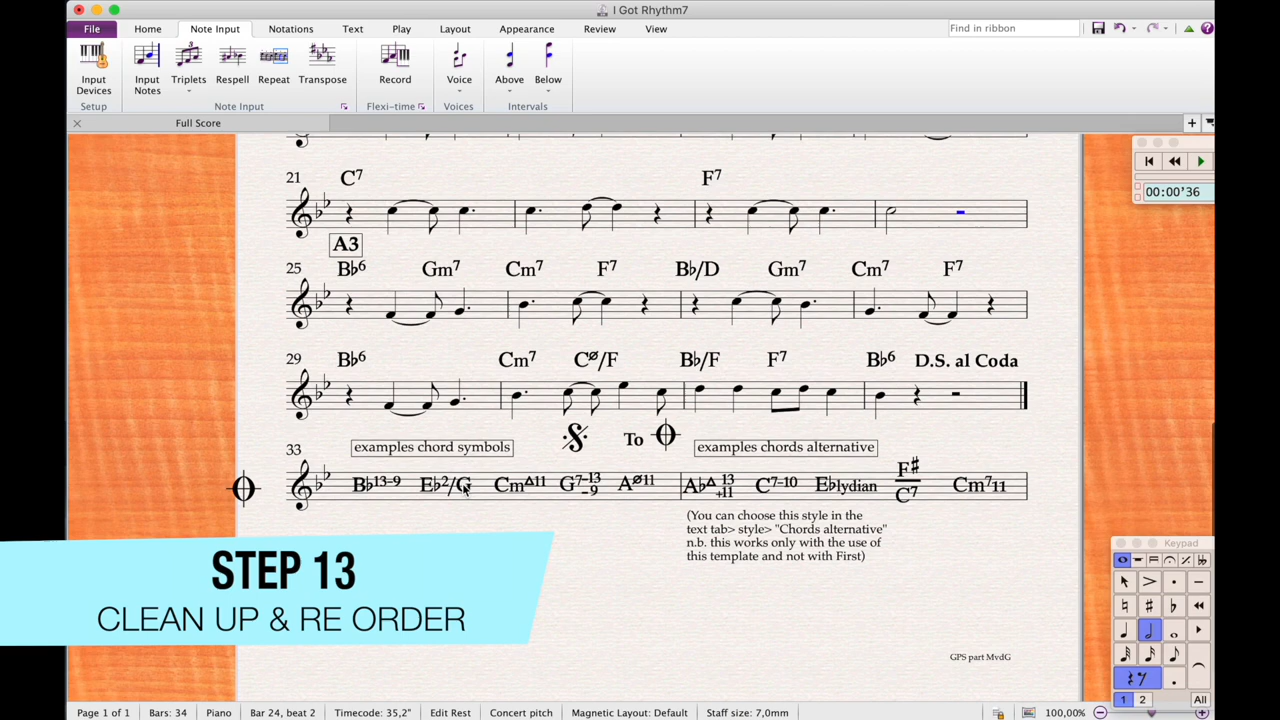 I Got Rhythm7
File Home Note Input Notations Text Play Layout Appearance Review View Find in ribbon
Input Devices Input Notes Triplets Respell Repeat Transpose Record Voice Above Below
Setup Note Input Flexi-time Voices Intervals
Full Score
00:00'36
21 C7 F7
A3
25 B♭6 Gm7 Cm7 F7 B♭/D Gm7 Cm7 F7
29 B♭6 Cm7 Cø/F B♭/F F7 B♭6 D.S. al Coda
33 examples chord symbols To examples chords alternative
B♭13-9 E♭2/G Cm△11 G7-13-9 Aø11 A♭△13+11 C7-10 E♭lydian F♯/C7 Cm711
(You can choose this style in the
text tab> style> "Chords alternative"
n.b. this works only with the use of
this template and not with First)
STEP 13
CLEAN UP & RE ORDER
GPS part MvdG
Keypad
1 2 All
Page 1 of 1 Bars: 34 Piano Bar 24, beat 2 Timecode: 35,2" Edit Rest Concert pitch Magnetic Layout: Default Staff size: 7,0mm 100,00%